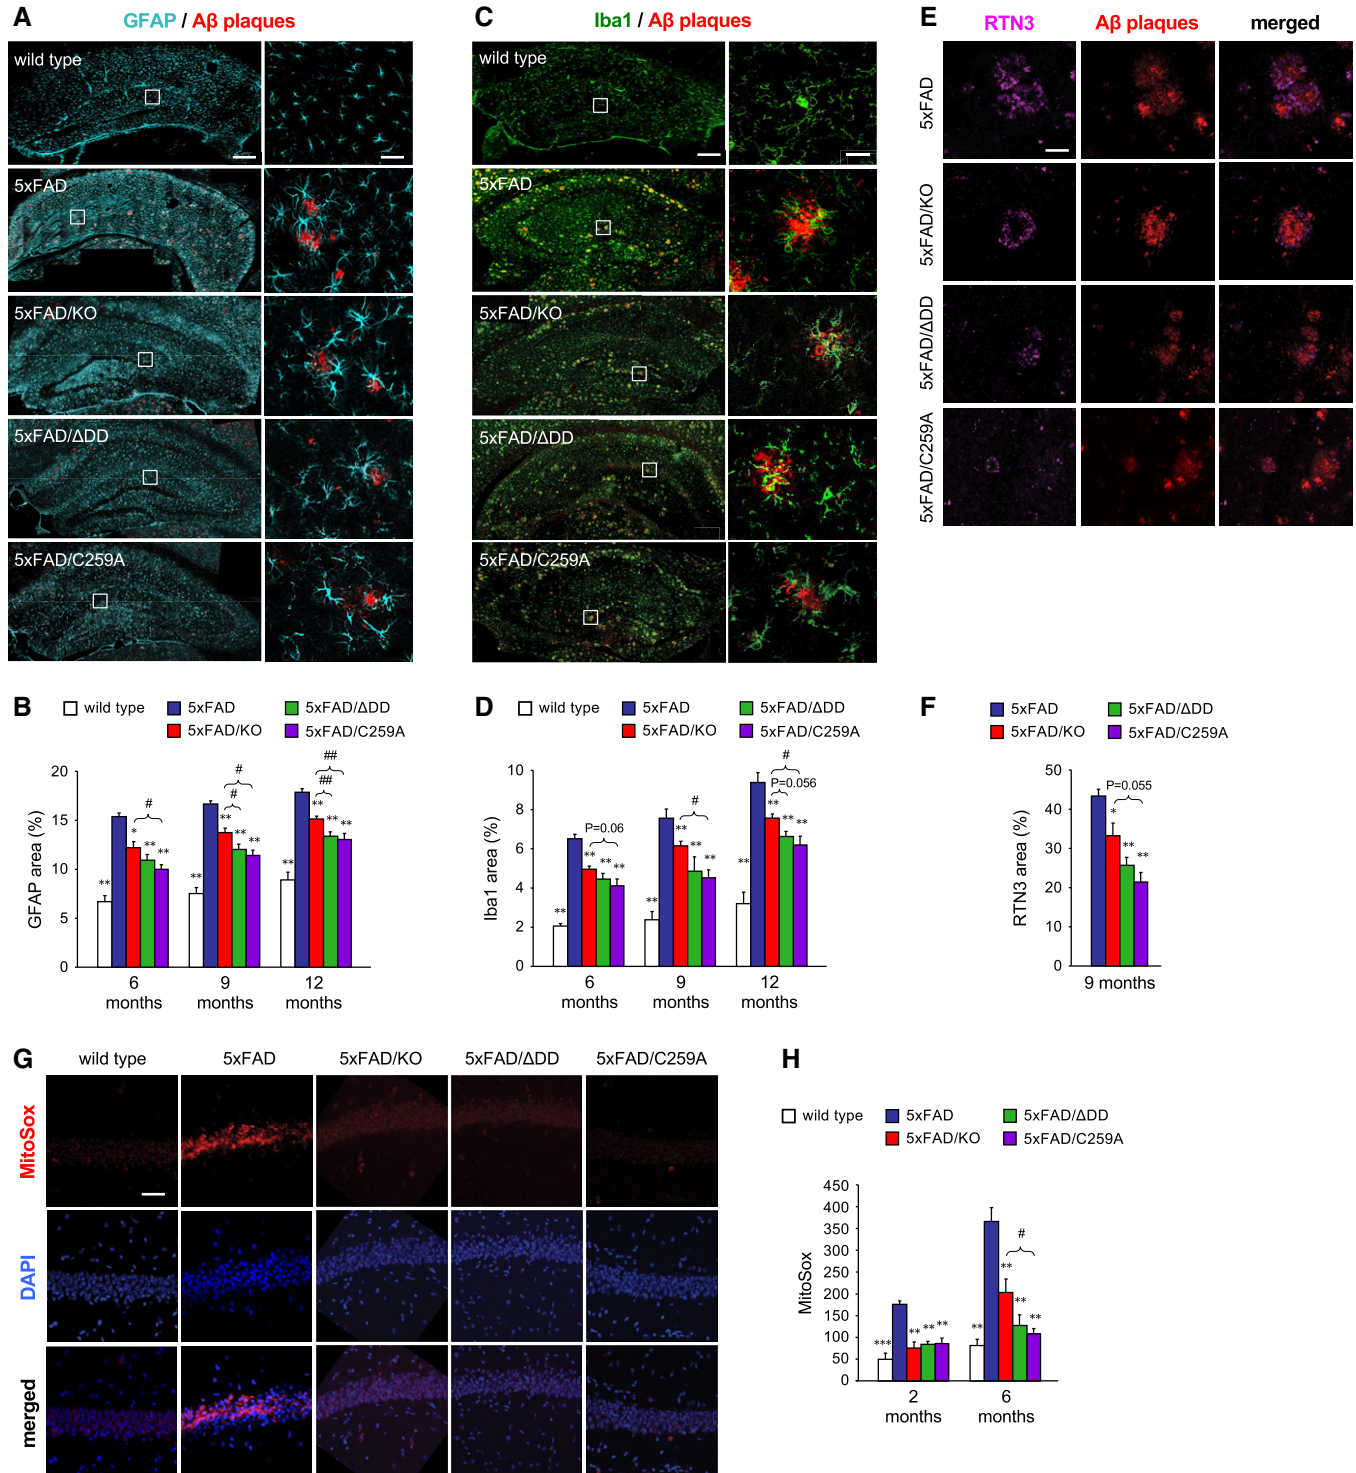 A
GFAP / Aβ plaques
wild type
5xFAD
5xFAD/KO
5xFAD/ΔDD
5xFAD/C259A
C
Iba1 / Aβ plaques
wild type
5xFAD
5xFAD/KO
5xFAD/ΔDD
5xFAD/C259A
E
RTN3 Aβ plaques merged
5xFAD
5xFAD/KO
5xFAD/ΔDD
5xFAD/C259A
B
wild type 5xFAD 5xFAD/ΔDD
5xFAD/KO 5xFAD/C259A
GFAP area (%)
20
15
10
5
0
** * ** ** #
** ** ** ** # #
** ** ** ** ## ##
6 months
9 months
12 months
D
wild type 5xFAD 5xFAD/ΔDD
5xFAD/KO 5xFAD/C259A
Iba1 area (%)
10
8
6
4
2
0
** ** ** ** P=0.06
** ** ** ** #
** ** ** ** P=0.056 #
6 months
9 months
12 months
F
5xFAD 5xFAD/ΔDD
5xFAD/KO 5xFAD/C259A
RTN3 area (%)
50
40
30
20
10
0
P=0.055
* ** **
9 months
G
wild type 5xFAD 5xFAD/KO 5xFAD/ΔDD 5xFAD/C259A
MitoSox
DAPI
merged
H
wild type 5xFAD 5xFAD/ΔDD
5xFAD/KO 5xFAD/C259A
MitoSox
450
400
350
300
250
200
150
100
50
0
*** ** ** **
** ** ** ** #
2 months
6 months